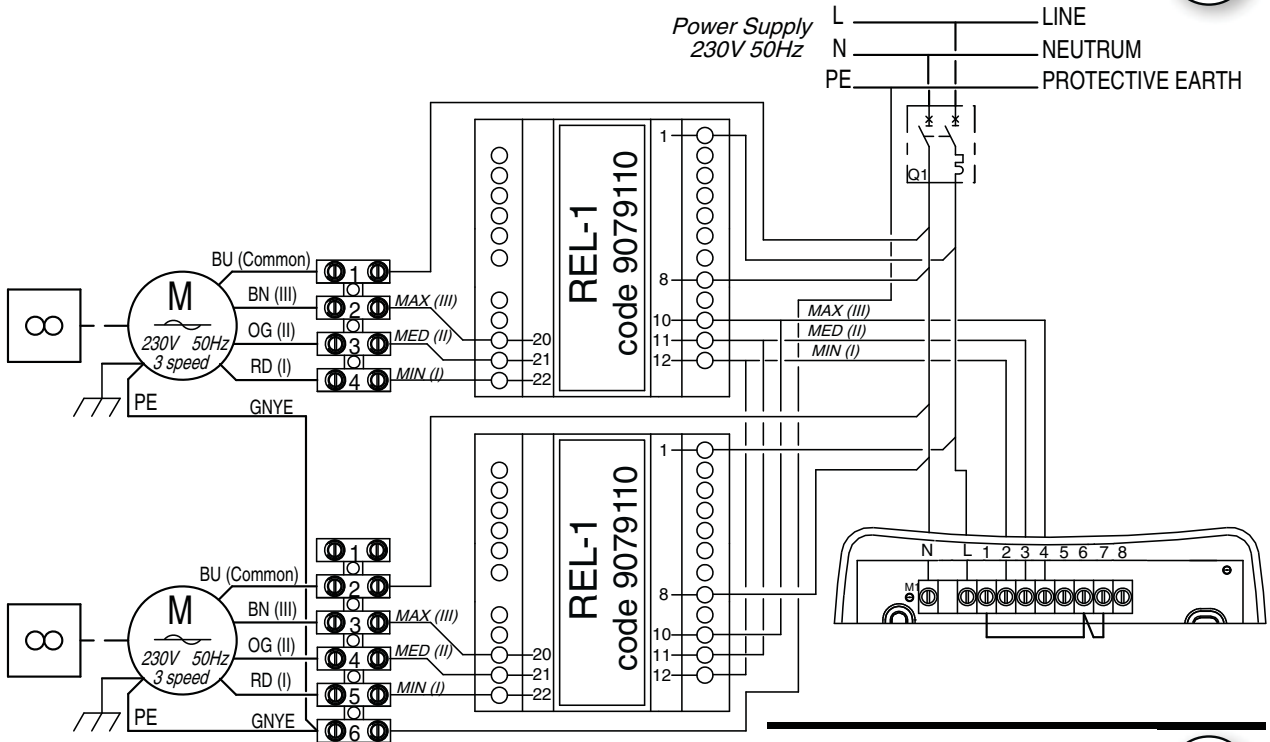 Power Supply
230V 50Hz
L LINE
N NEUTRUM
PE PROTECTIVE EARTH
Q1
REL-1
code 9079110
1
8
10
11
12
20
21
22
MAX (III)
MED (II)
MIN (I)
BU (Common)
BN (III)
OG (II)
RD (I)
1
2
3
4
MAX (III)
MED (II)
MIN (I)
M
230V 50Hz
3 speed
PE
GNYE
8
REL-1
code 9079110
1
8
10
11
12
20
21
22
BU (Common)
BN (III)
OG (II)
RD (I)
1
2
3
4
5
6
MAX (III)
MED (II)
MIN (I)
M
230V 50Hz
3 speed
PE
GNYE
8
N L 1 2 3 4 5 6 7 8
M1